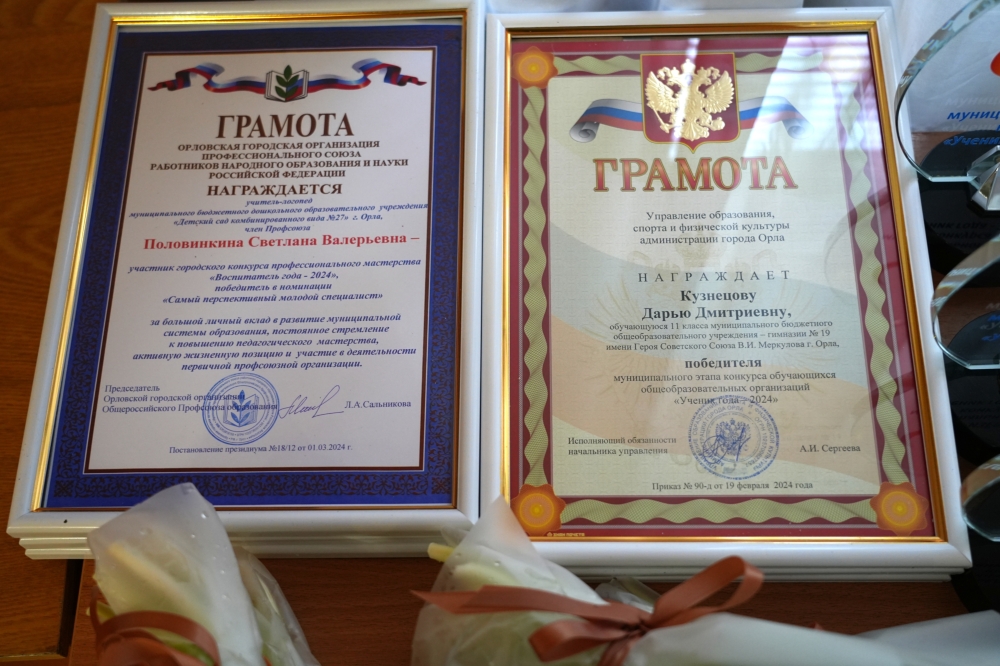 ГРАМОТА
ОРЛОВСКАЯ ГОРОДСКАЯ ОРГАНИЗАЦИЯ
ПРОФЕССИОНАЛЬНОГО СОЮЗА
РАБОТНИКОВ НАРОДНОГО ОБРАЗОВАНИЯ И НАУКИ
РОССИЙСКОЙ ФЕДЕРАЦИИ
НАГРАЖДАЕТСЯ
учитель-логопед
муниципального бюджетного дошкольного образовательного учреждения
«Детский сад комбинированного вида №27» г. Орла,
член Профсоюза
Половинкина Светлана Валерьевна –
участник городского конкурса профессионального мастерства
«Воспитатель года - 2024»,
победитель в номинации
«Самый перспективный молодой специалист»
за большой личный вклад в развитие муниципальной
системы образования, постоянное стремление
к повышению педагогического мастерства,
активную жизненную позицию и участие в деятельности
первичной профсоюзной организации.
Председатель
Орловской городской организации
Общероссийского Профсоюза образования
Л.А.Сальникова
Постановление президиума №18/12 от 01.03.2024 г.
ГРАМОТА
Управление образования,
спорта и физической культуры
администрации города Орла
НАГРАЖДАЕТ
Кузнецову
Дарью Дмитриевну,
обучающуюся 11 класса муниципального бюджетного
общеобразовательного учреждения – гимназии № 19
имени Героя Советского Союза В.И. Меркулова г. Орла,
победителя
муниципального этапа конкурса обучающихся
общеобразовательных организаций
«Ученик года – 2024»
Исполняющий обязанности
начальника управления
А.И. Сергеева
Приказ № 90-д от 19 февраля 2024 года